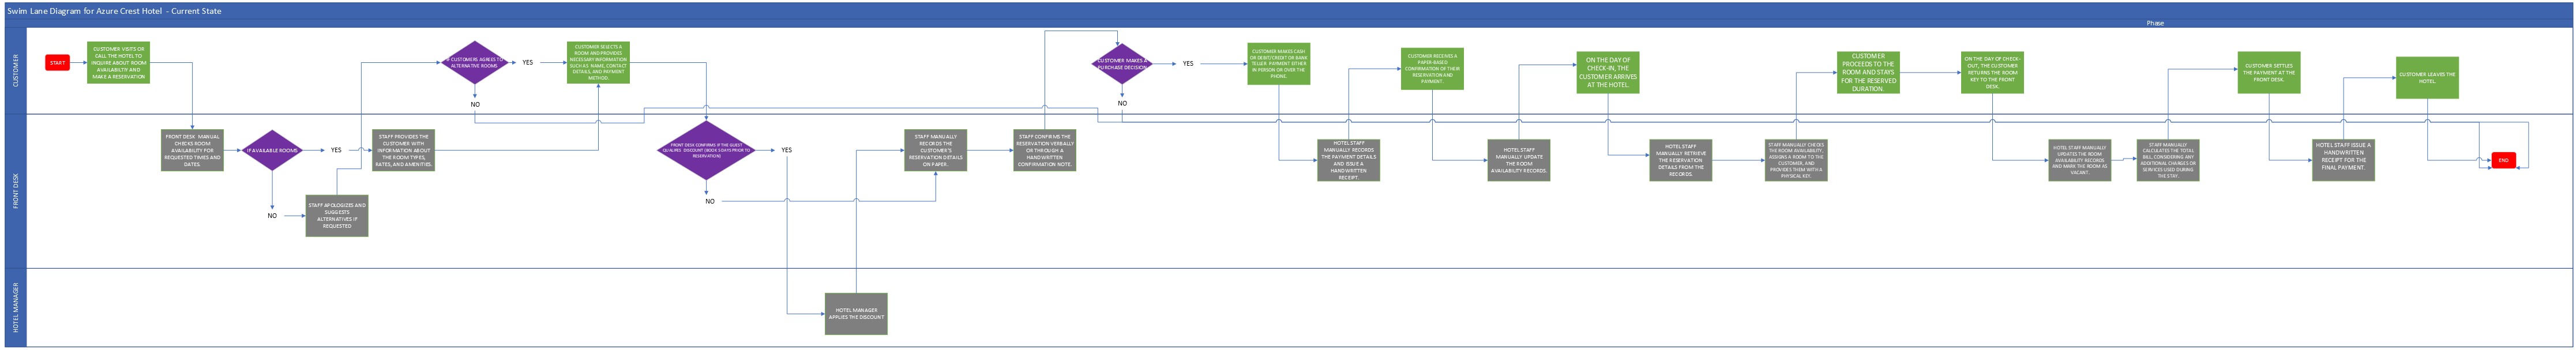 Swim Lane Diagram for Azure Crest Hotel - Current State
Phase
CUSTOMER
START
CUSTOMER VISITS OR
CALL THE HOTEL TO
INQUIRE ABOUT ROOM
AVAILABILITY AND
MAKE A RESERVATION
IF CUSTOMERS AGREES TO
ALTERNATIVE ROOMS
YES
NO
CUSTOMER SELECTS A
ROOM AND PROVIDES
NECESSARY INFORMATION
SUCH AS NAME, CONTACT
DETAILS, AND PAYMENT
METHOD.
CUSTOMER MAKES A
PURCHASE DECISION
YES
NO
CUSTOMER MAKES CASH
OR DEBIT/CREDIT OR BANK
TELLER PAYMENT EITHER
IN PERSON OR OVER THE
PHONE.
CUSTOMER RECEIVES A
PAPER-BASED
CONFIRMATION OF THEIR
RESERVATION AND
PAYMENT.
ON THE DAY OF
CHECK-IN, THE
CUSTOMER ARRIVES
AT THE HOTEL.
CUSTOMER
PROCEEDS TO THE
ROOM AND STAYS
FOR THE RESERVED
DURATION.
ON THE DAY OF CHECK-
OUT, THE CUSTOMER
RETURNS THE ROOM
KEY TO THE FRONT
DESK.
CUSTOMER SETTLES
THE PAYMENT AT THE
FRONT DESK.
CUSTOMER LEAVES THE
HOTEL.
FRONT DESK
FRONT DESK MANUAL
CHECKS ROOM
AVAILABILITY FOR
REQUESTED TIMES AND
DATES.
IF AVAILABLE ROOMS
YES
NO
STAFF PROVIDES THE
CUSTOMER WITH
INFORMATION ABOUT
THE ROOM TYPES,
RATES, AND AMENITIES.
STAFF APOLOGIZES AND
SUGGESTS
ALTERNATIVES IF
REQUESTED
FRONT DESK CONFIRMS IF THE GUEST
QUALIFIES DISCOUNT (BOOK 5 DAYS PRIOR TO
RESERVATION)
YES
NO
STAFF MANUALLY
RECORDS THE
CUSTOMER'S
RESERVATION DETAILS
ON PAPER.
STAFF CONFIRMS THE
RESERVATION VERBALLY
OR THROUGH A
HANDWRITTEN
CONFIRMATION NOTE.
HOTEL STAFF
MANUALLY RECORDS
THE PAYMENT DETAILS
AND ISSUE A
HANDWRITTEN
RECEIPT.
HOTEL STAFF
MANUALLY UPDATE
THE ROOM
AVAILABILITY RECORDS.
HOTEL STAFF
MANUALLY RETRIEVE
THE RESERVATION
DETAILS FROM THE
RECORDS.
STAFF MANUALLY CHECKS
THE ROOM AVAILABILITY,
ASSIGNS A ROOM TO THE
CUSTOMER, AND
PROVIDES THEM WITH A
PHYSICAL KEY.
HOTEL STAFF MANUALLY
UPDATES THE ROOM
AVAILABILITY RECORDS
AND MARK THE ROOM AS
VACANT.
STAFF MANUALLY
CALCULATES THE TOTAL
BILL, CONSIDERING ANY
ADDITIONAL CHARGES OR
SERVICES USED DURING
THE STAY.
HOTEL STAFF ISSUE A
HANDWRITTEN
RECEIPT FOR THE
FINAL PAYMENT.
END
HOTEL MANAGER
HOTEL MANAGER
APPLIES THE DISCOUNT